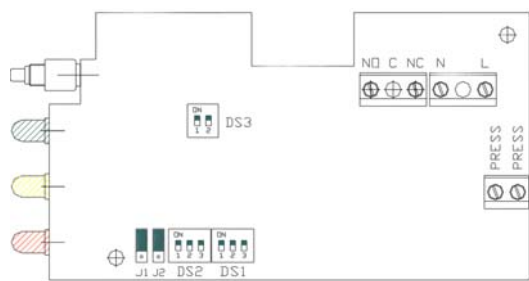 NO C NC N L
ON
1 2
DS3
PRESS PRESS
ON
1 2 3
ON
1 2 3
J1 J2 DS2 DS1